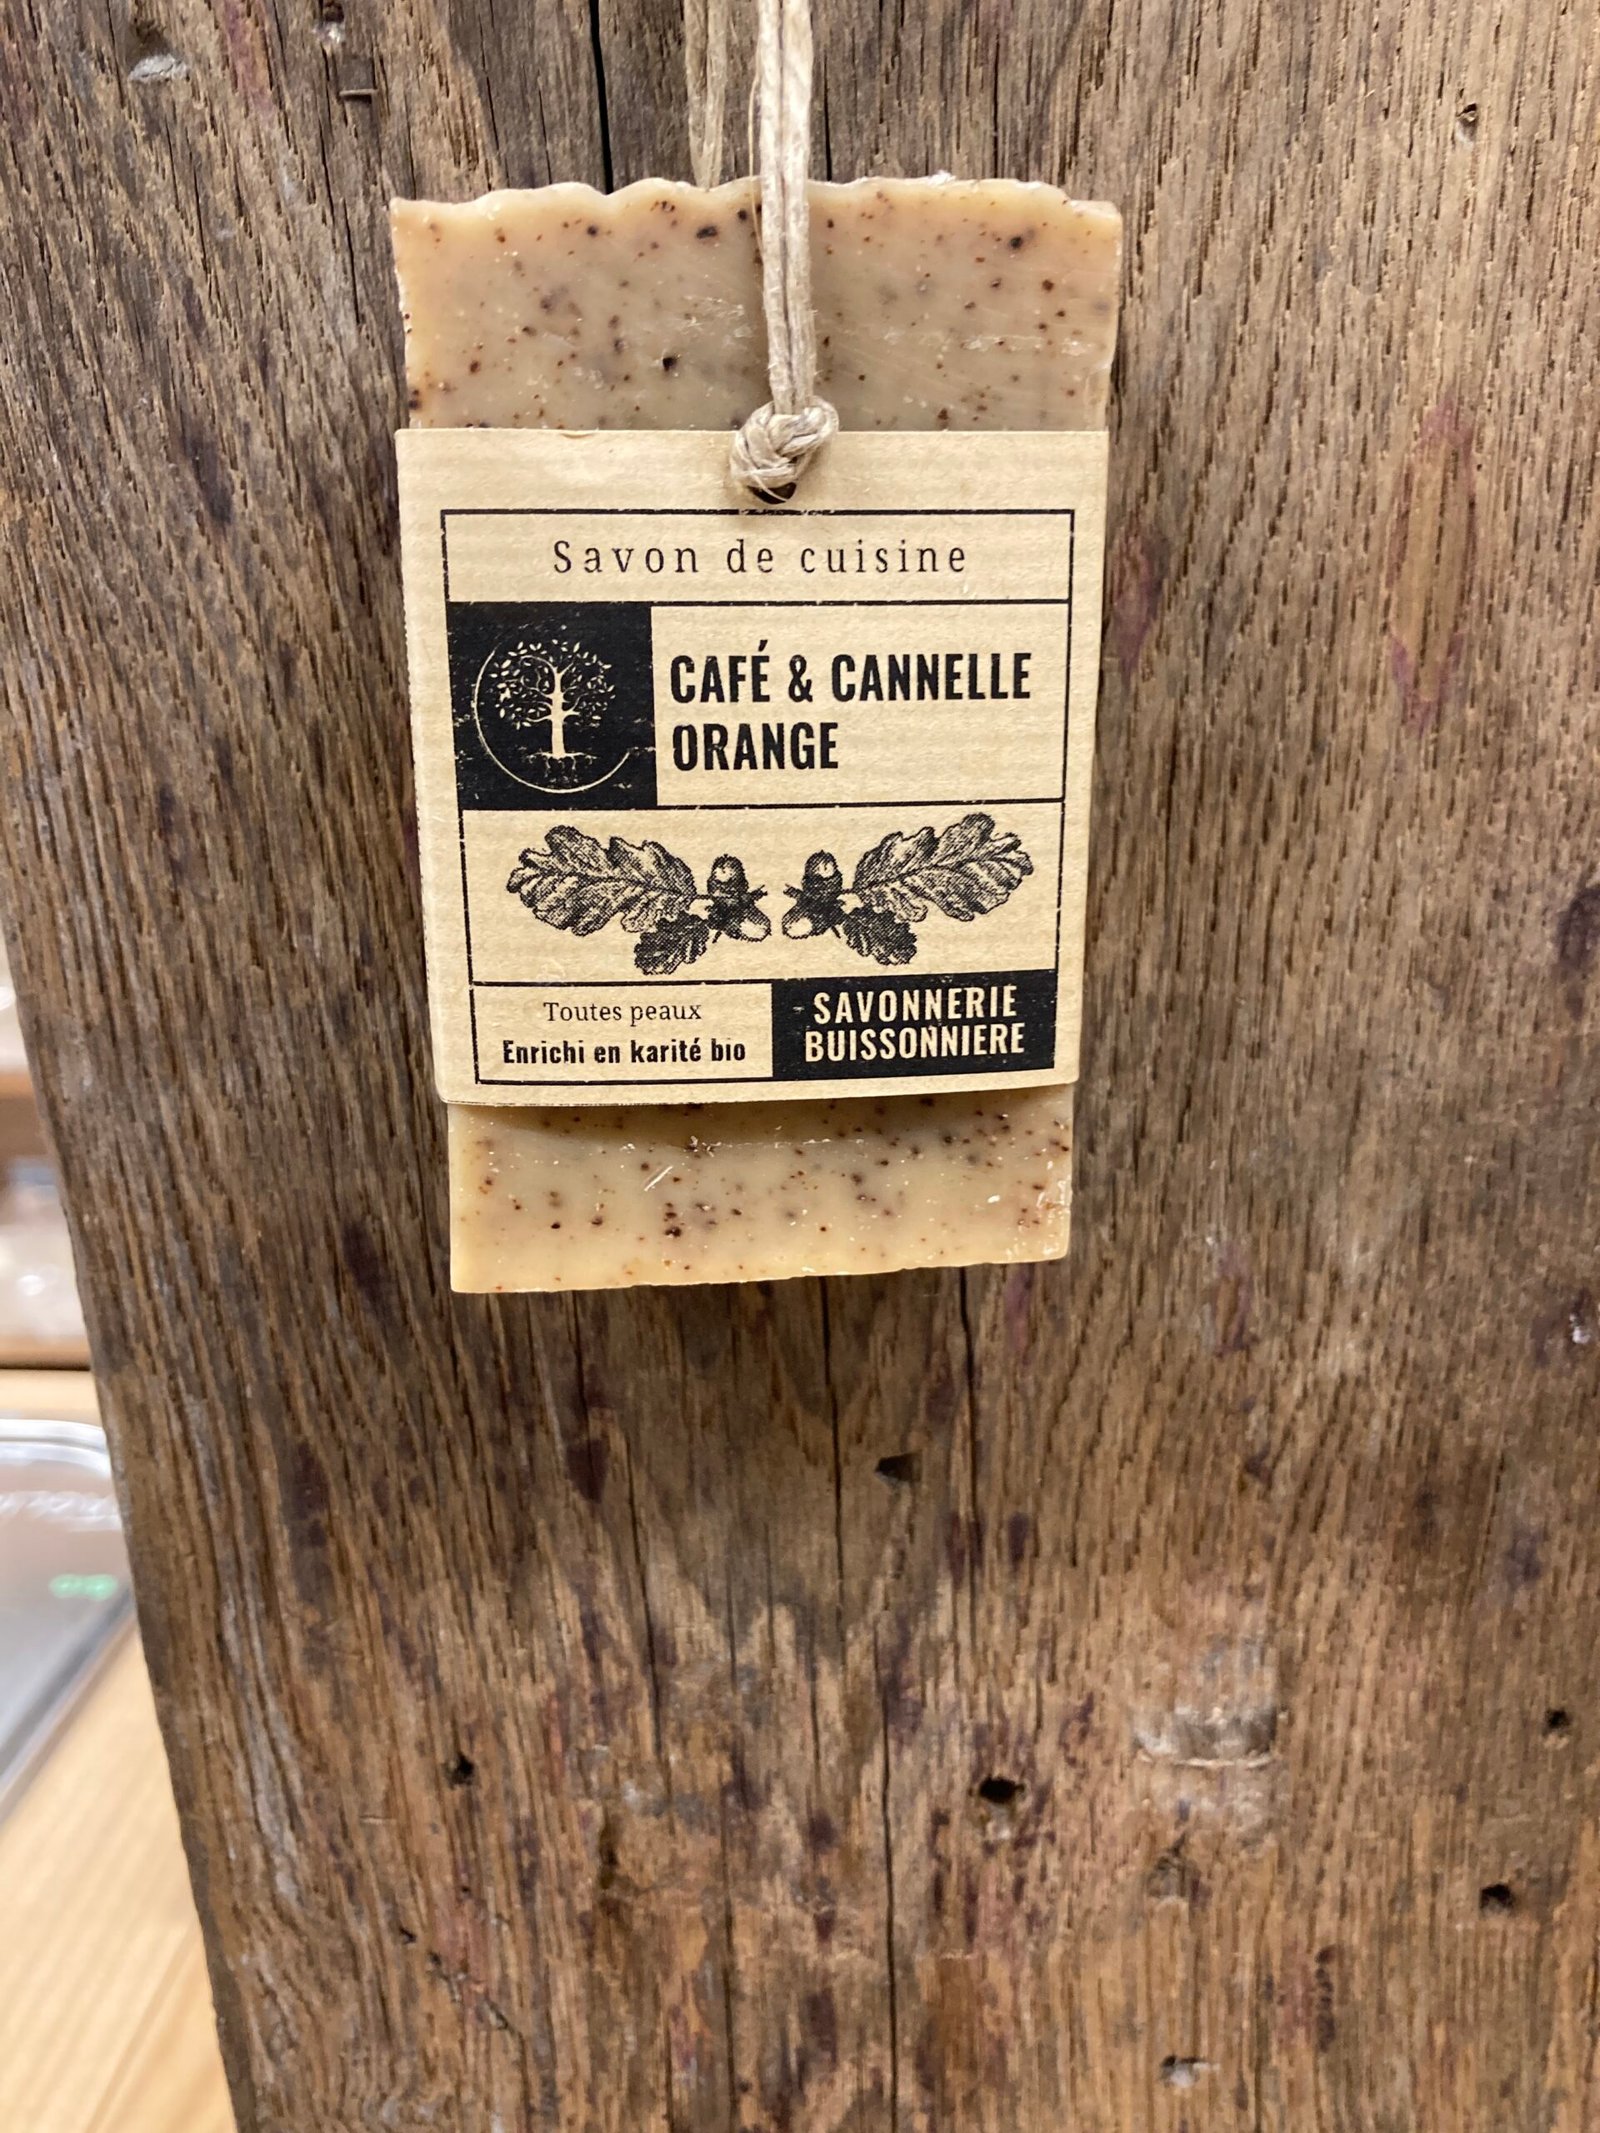 Savon de cuisine
CAFÉ & CANNELLE
ORANGE
Toutes peaux
Enrichi en karité bio
SAVONNERIE
BUISSONNIERE